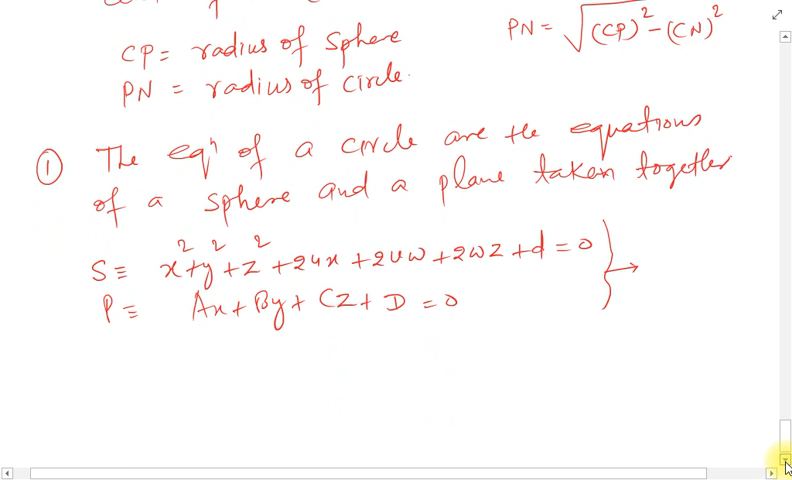 CP = radius of sphere
PN = radius of circle.
PN = √(CP)² - (CN)²
① The eqⁿ of a circle are the equations
of a sphere and a plane taken together
S ≡ x² + y² + z² + 2ux + 2vw + 2wz + d = 0
P ≡ Ax + By + Cz + D = 0